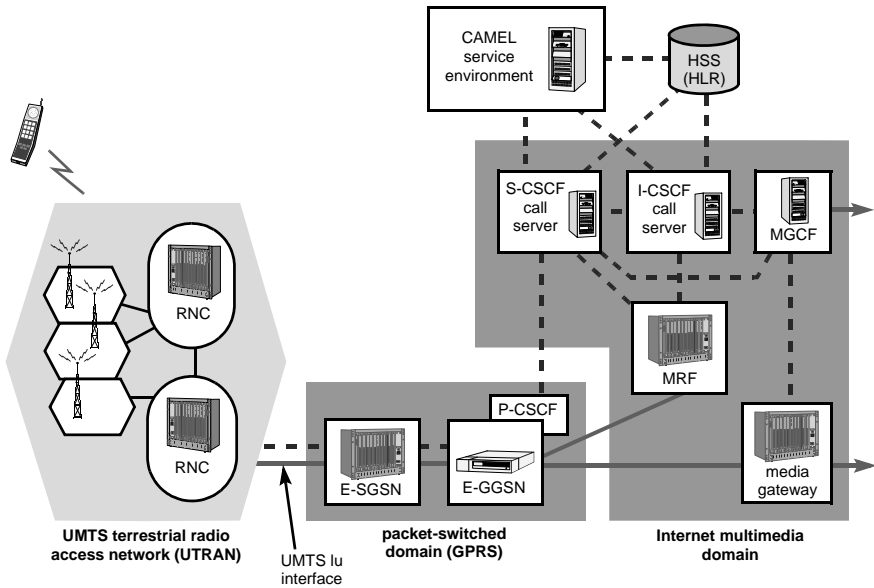 CAMEL
service
environment
HSS
(HLR)
S-CSCF
call
server
I-CSCF
call
server
MGCF
RNC
MRF
P-CSCF
RNC
E-SGSN
E-GGSN
media
gateway
UMTS terrestrial radio
access network (UTRAN)
packet-switched
domain (GPRS)
Internet multimedia
domain
UMTS Iu
interface